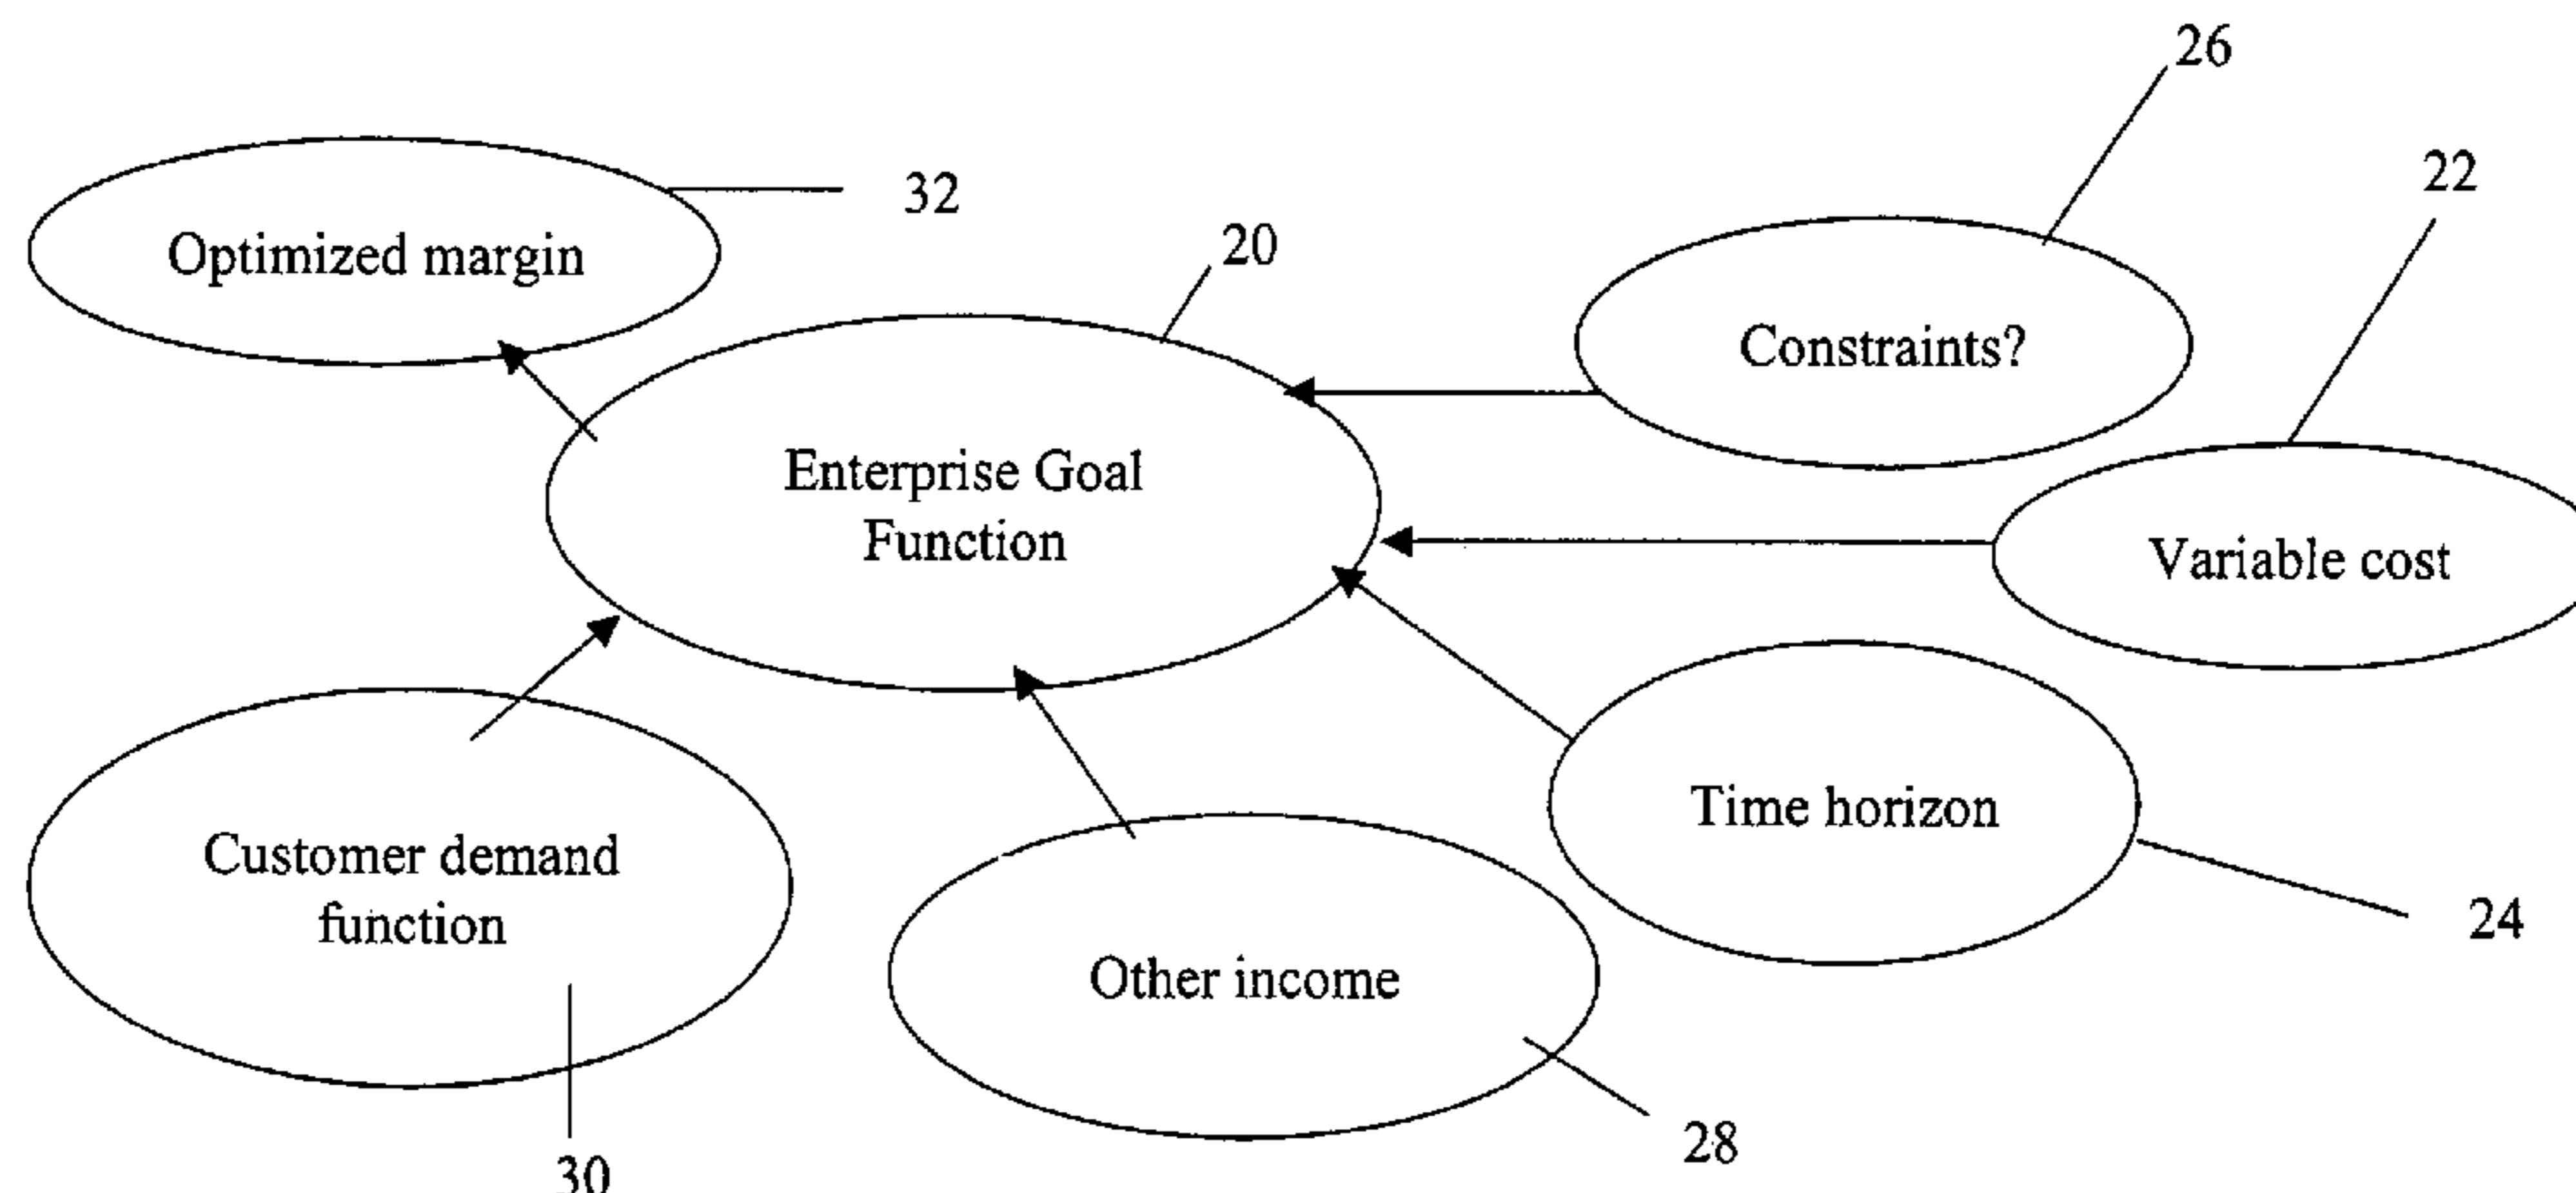 26
22
32
Optimized margin
20
Constraints?
Enterprise Goal
Function
Variable cost
Time horizon
Customer demand
function
24
Other income
28
30